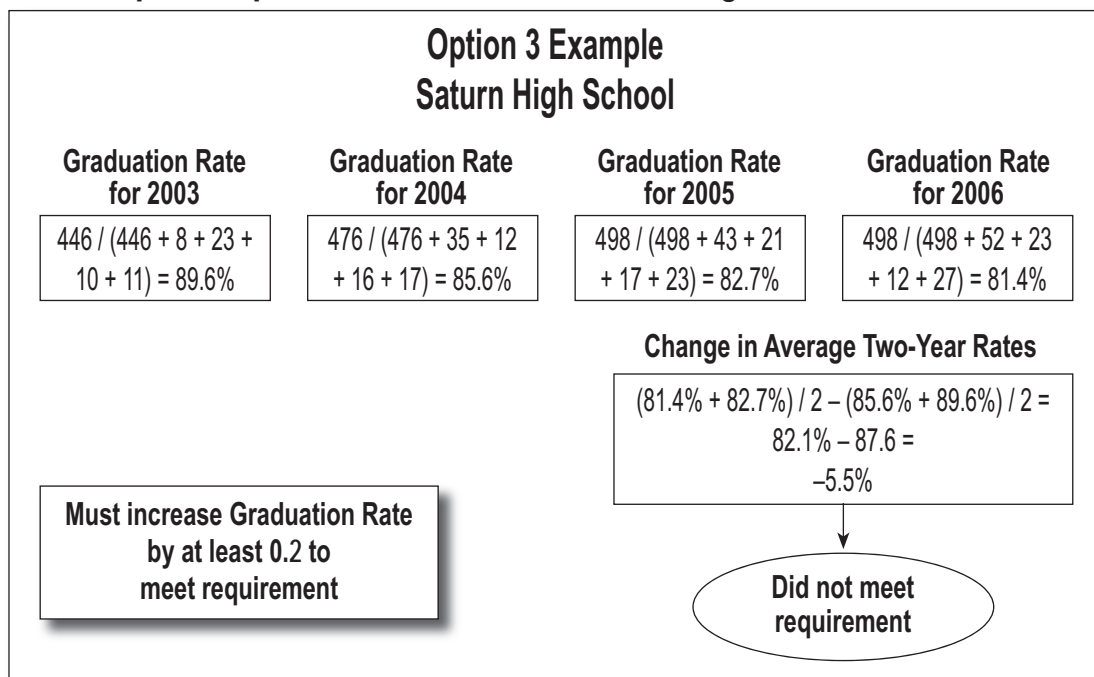 Option 3 Example
Saturn High School
Graduation Rate
for 2003
446 / (446 + 8 + 23 +
10 + 11) = 89.6%
Graduation Rate
for 2004
476 / (476 + 35 + 12
+ 16 + 17) = 85.6%
Graduation Rate
for 2005
498 / (498 + 43 + 21
+ 17 + 23) = 82.7%
Graduation Rate
for 2006
498 / (498 + 52 + 23
+ 12 + 27) = 81.4%
Change in Average Two-Year Rates
(81.4% + 82.7%) / 2 – (85.6% + 89.6%) / 2 =
82.1% – 87.6 =
–5.5%
Must increase Graduation Rate
by at least 0.2 to
meet requirement
Did not meet
requirement